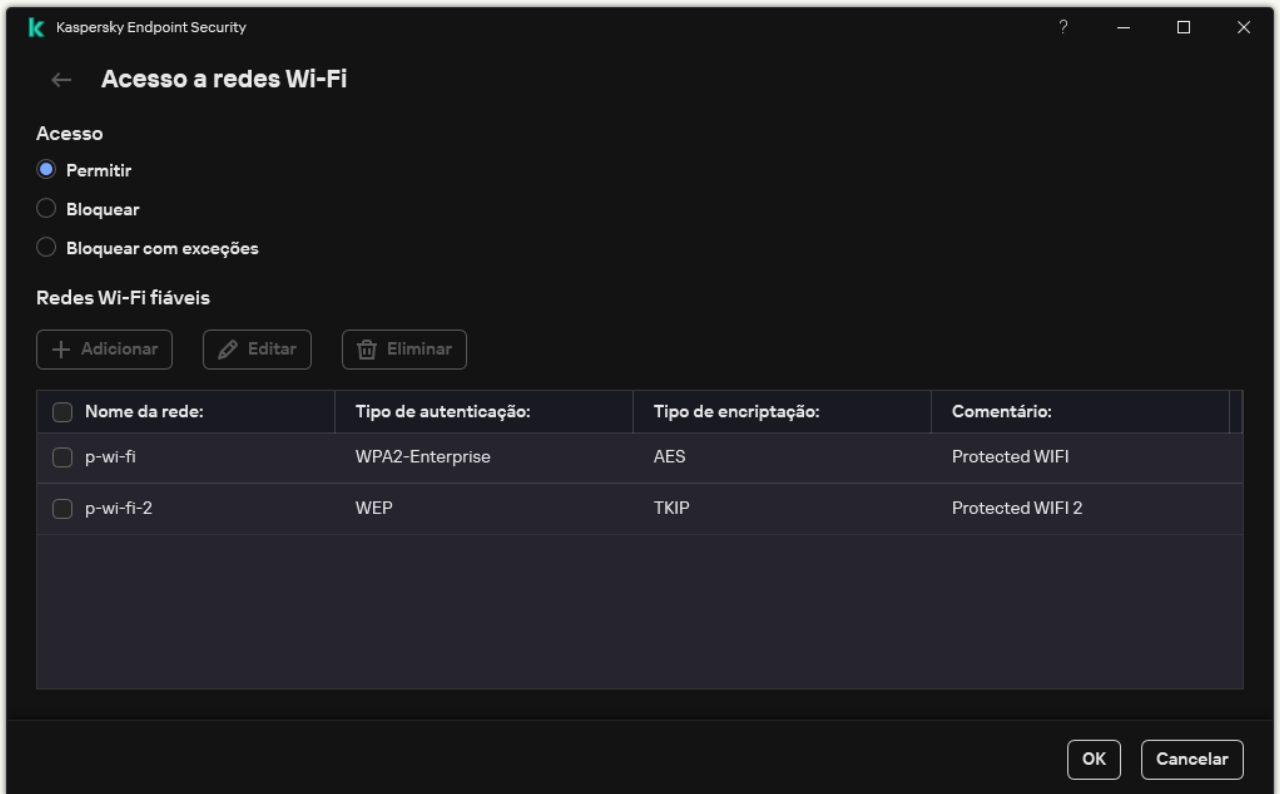 Kaspersky Endpoint Security
?
Acesso a redes Wi-Fi
Acesso
Permitir
Bloquear
Bloquear com exceções
Redes Wi-Fi fiáveis
Adicionar Editar Eliminar
Nome da rede: Tipo de autenticação: Tipo de encriptação: Comentário:
p-wi-fi WPA2-Enterprise AES Protected WIFI
p-wi-fi-2 WEP TKIP Protected WIFI 2
OK Cancelar